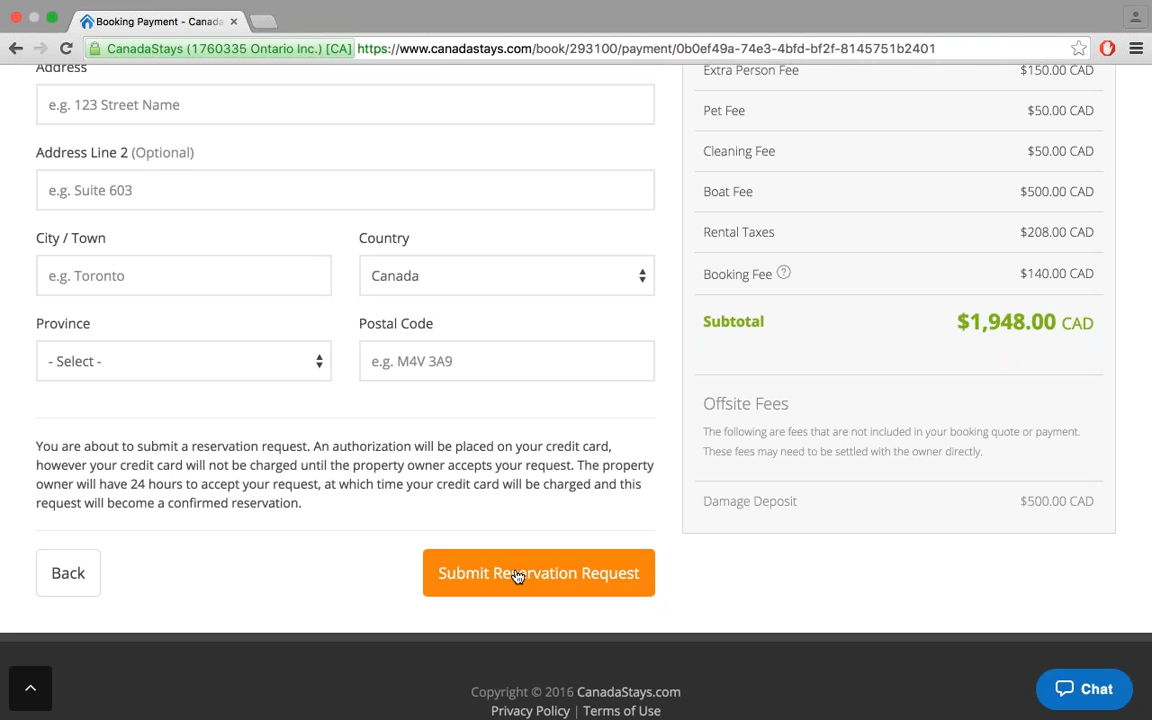 Booking Payment - Canada
CanadaStays (1760335 Ontario Inc.) [CA] https://www.canadastays.com/book/293100/payment/0b0ef49a-74e3-4bfd-bf2f-8145751b2401
Address
e.g. 123 Street Name
Address Line 2 (Optional)
e.g. Suite 603
City / Town
Country
e.g. Toronto
Canada
Province
Postal Code
- Select -
e.g. M4V 3A9
You are about to submit a reservation request. An authorization will be placed on your credit card,
however your credit card will not be charged until the property owner accepts your request. The property
owner will have 24 hours to accept your request, at which time your credit card will be charged and this
request will become a confirmed reservation.
Back
Submit Reservation Request
Extra Person Fee $150.00 CAD
Pet Fee $50.00 CAD
Cleaning Fee $50.00 CAD
Boat Fee $500.00 CAD
Rental Taxes $208.00 CAD
Booking Fee ? $140.00 CAD
Subtotal $1,948.00 CAD
Offsite Fees
The following are fees that are not included in your booking quote or payment.
These fees may need to be settled with the owner directly.
Damage Deposit $500.00 CAD
Copyright © 2016 CanadaStays.com
Privacy Policy | Terms of Use
Chat